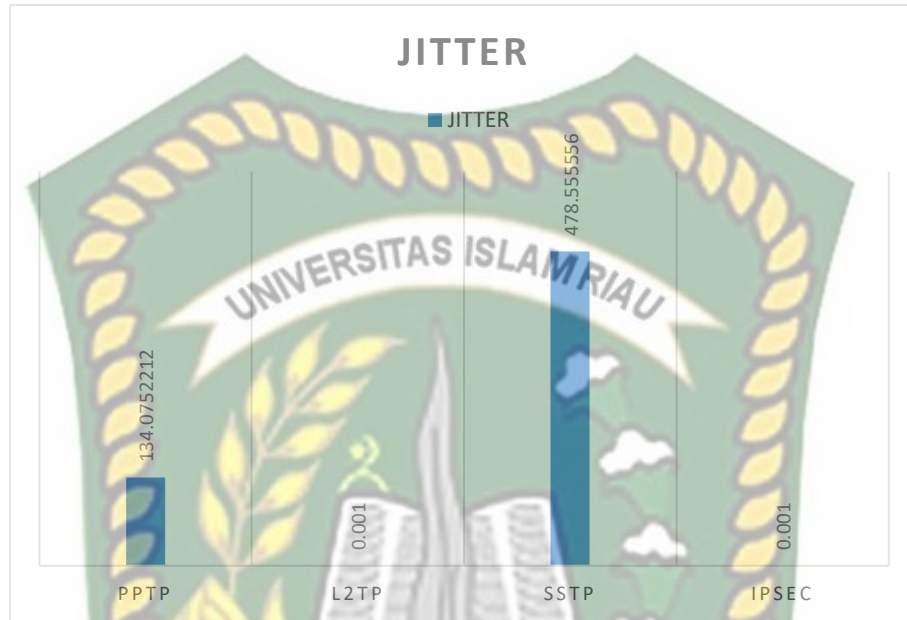 JITTER
JITTER
478.555556
UNIVERSITAS ISLAM RIAU
134.0752212
0.001
0.001
PPTP
L2TP
SSTP
IPSEC